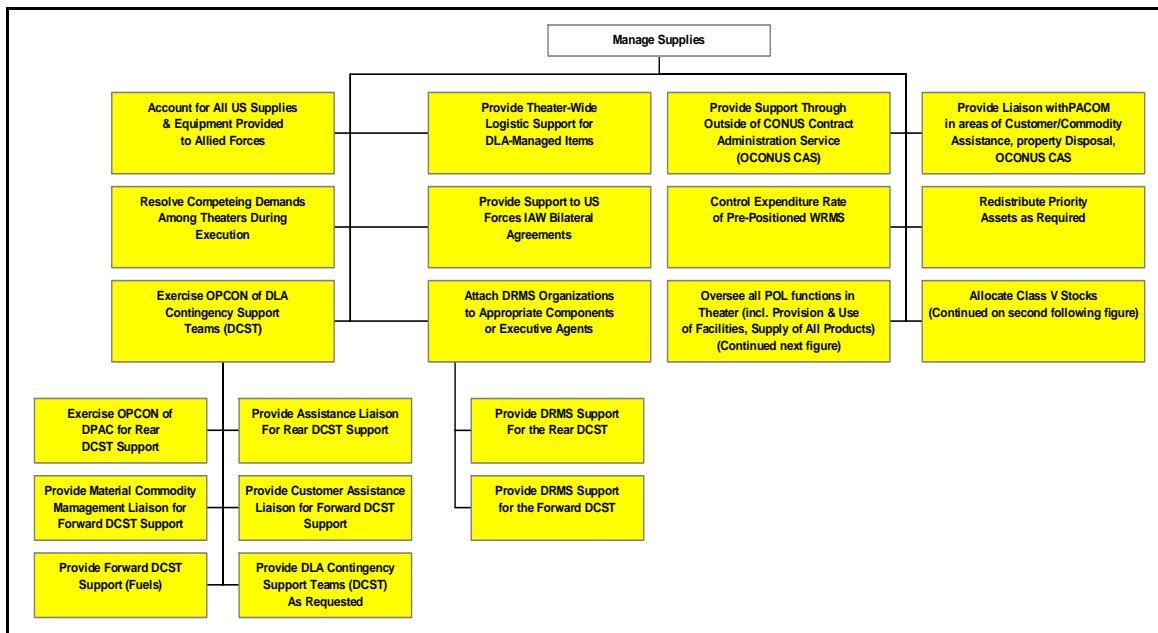 Manage Supplies
Account for All US Supplies
& Equipment Provided
to Allied Forces
Provide Theater-Wide
Logistic Support for
DLA-Managed Items
Provide Support Through
Outside of CONUS Contract
Administration Service
(OCONUS CAS)
Provide Liaison withPACOM
in areas of Customer/Commodity
Assistance, property Disposal,
OCONUS CAS
Resolve Competeing Demands
Among Theaters During
Execution
Provide Support to US
Forces IAW Bilateral
Agreements
Control Expenditure Rate
of Pre-Positioned WRMS
Redistribute Priority
Assets as Required
Exercise OPCON of DLA
Contingency Support
Teams (DCST)
Attach DRMS Organizations
to Appropriate Components
or Executive Agents
Oversee all POL functions in
Theater (incl. Provision & Use
of Facilities, Supply of All Products)
(Continued next figure)
Allocate Class V Stocks
(Continued on second following figure)
Exercise OPCON of
DPAC for Rear
DCST Support
Provide Assistance Liaison
For Rear DCST Support
Provide DRMS Support
For the Rear DCST
Provide Material Commodity
Management Liaison for
Forward DCST Support
Provide Customer Assistance
Liaison for Forward DCST
Support
Provide DRMS Support
for the Forward DCST
Provide Forward DCST
Support (Fuels)
Provide DLA Contingency
Support Teams (DCST)
As Requested